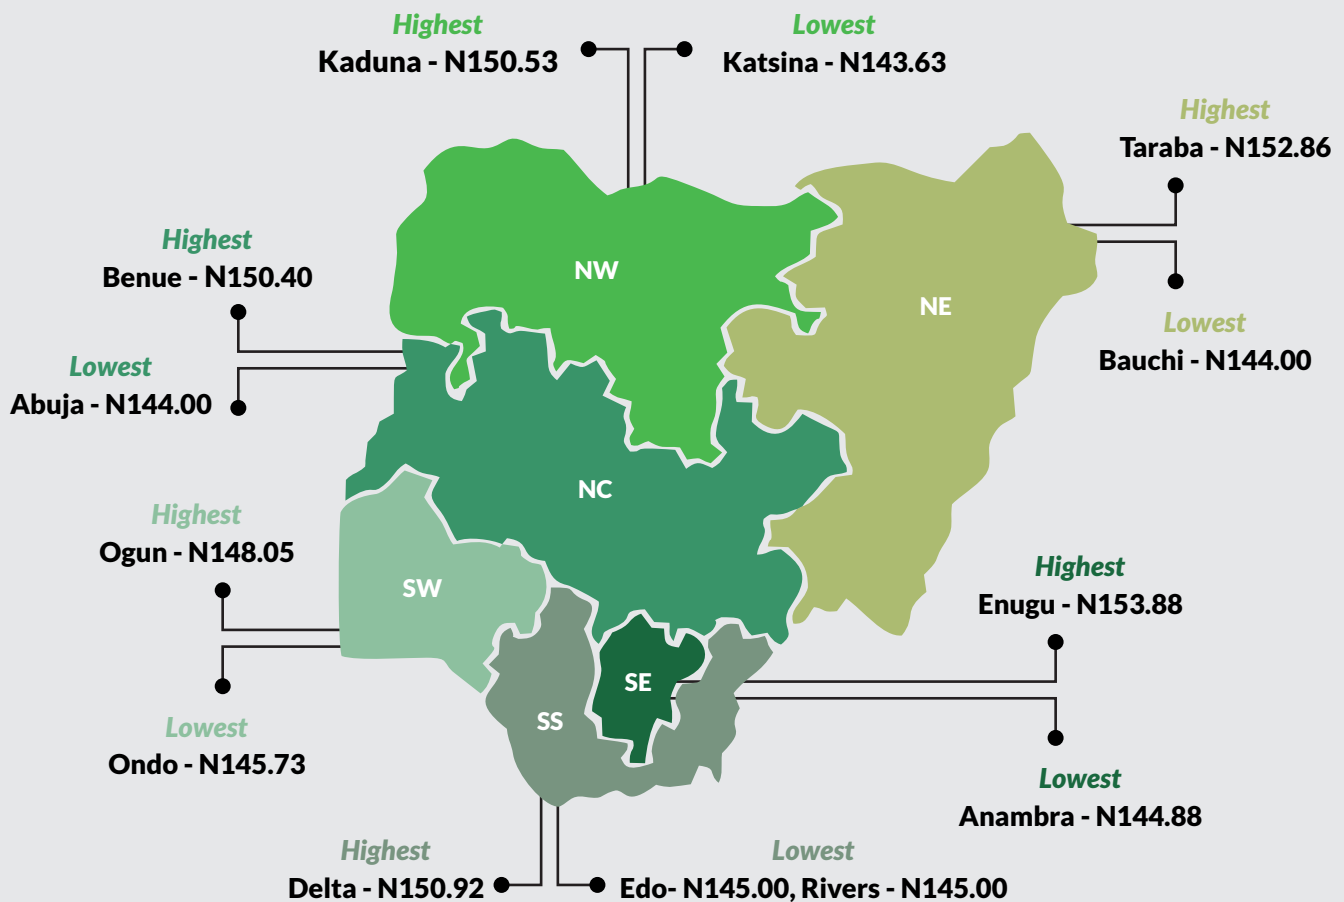 Highest
Kaduna - N150.53
Lowest
Katsina - N143.63
Highest
Taraba - N152.86
Highest
Benue - N150.40
NW
NE
Lowest
Bauchi - N144.00
Lowest
Abuja - N144.00
NC
Highest
Ogun - N148.05
SW
Highest
Enugu - N153.88
SE
SS
Lowest
Ondo - N145.73
Lowest
Anambra - N144.88
Highest
Delta - N150.92
Lowest
Edo- N145.00, Rivers - N145.00